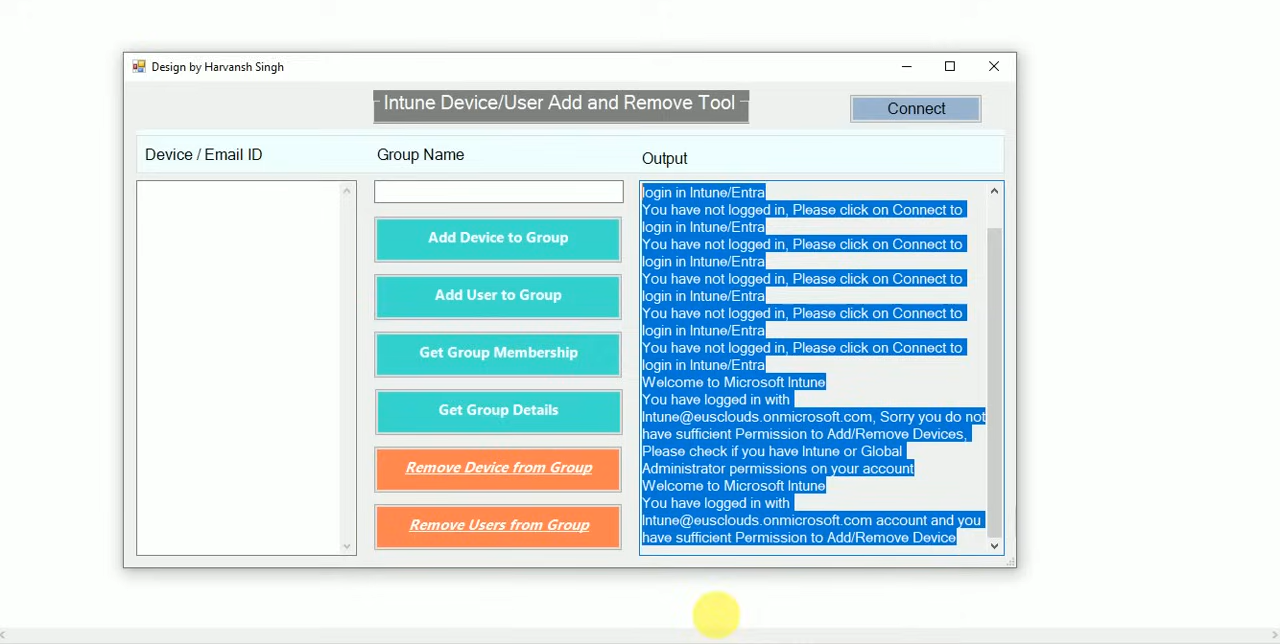 Design by Harvansh Singh
Intune Device/User Add and Remove Tool
Connect
Device / Email ID
Group Name
Output
Add Device to Group
Add User to Group
Get Group Membership
Get Group Details
Remove Device from Group
Remove Users from Group
login in Intune/Entra
You have not logged in, Please click on Connect to
login in Intune/Entra
You have not logged in, Please click on Connect to
login in Intune/Entra
You have not logged in, Please click on Connect to
login in Intune/Entra
You have not logged in, Please click on Connect to
login in Intune/Entra
You have not logged in, Please click on Connect to
login in Intune/Entra
Welcome to Microsoft Intune
You have logged in with
Intune@eusclouds.onmicrosoft.com, Sorry you do not
have sufficient Permission to Add/Remove Devices,
Please check if you have Intune or Global
Administrator permissions on your account
Welcome to Microsoft Intune
You have logged in with
Intune@eusclouds.onmicrosoft.com account and you
have sufficient Permission to Add/Remove Device